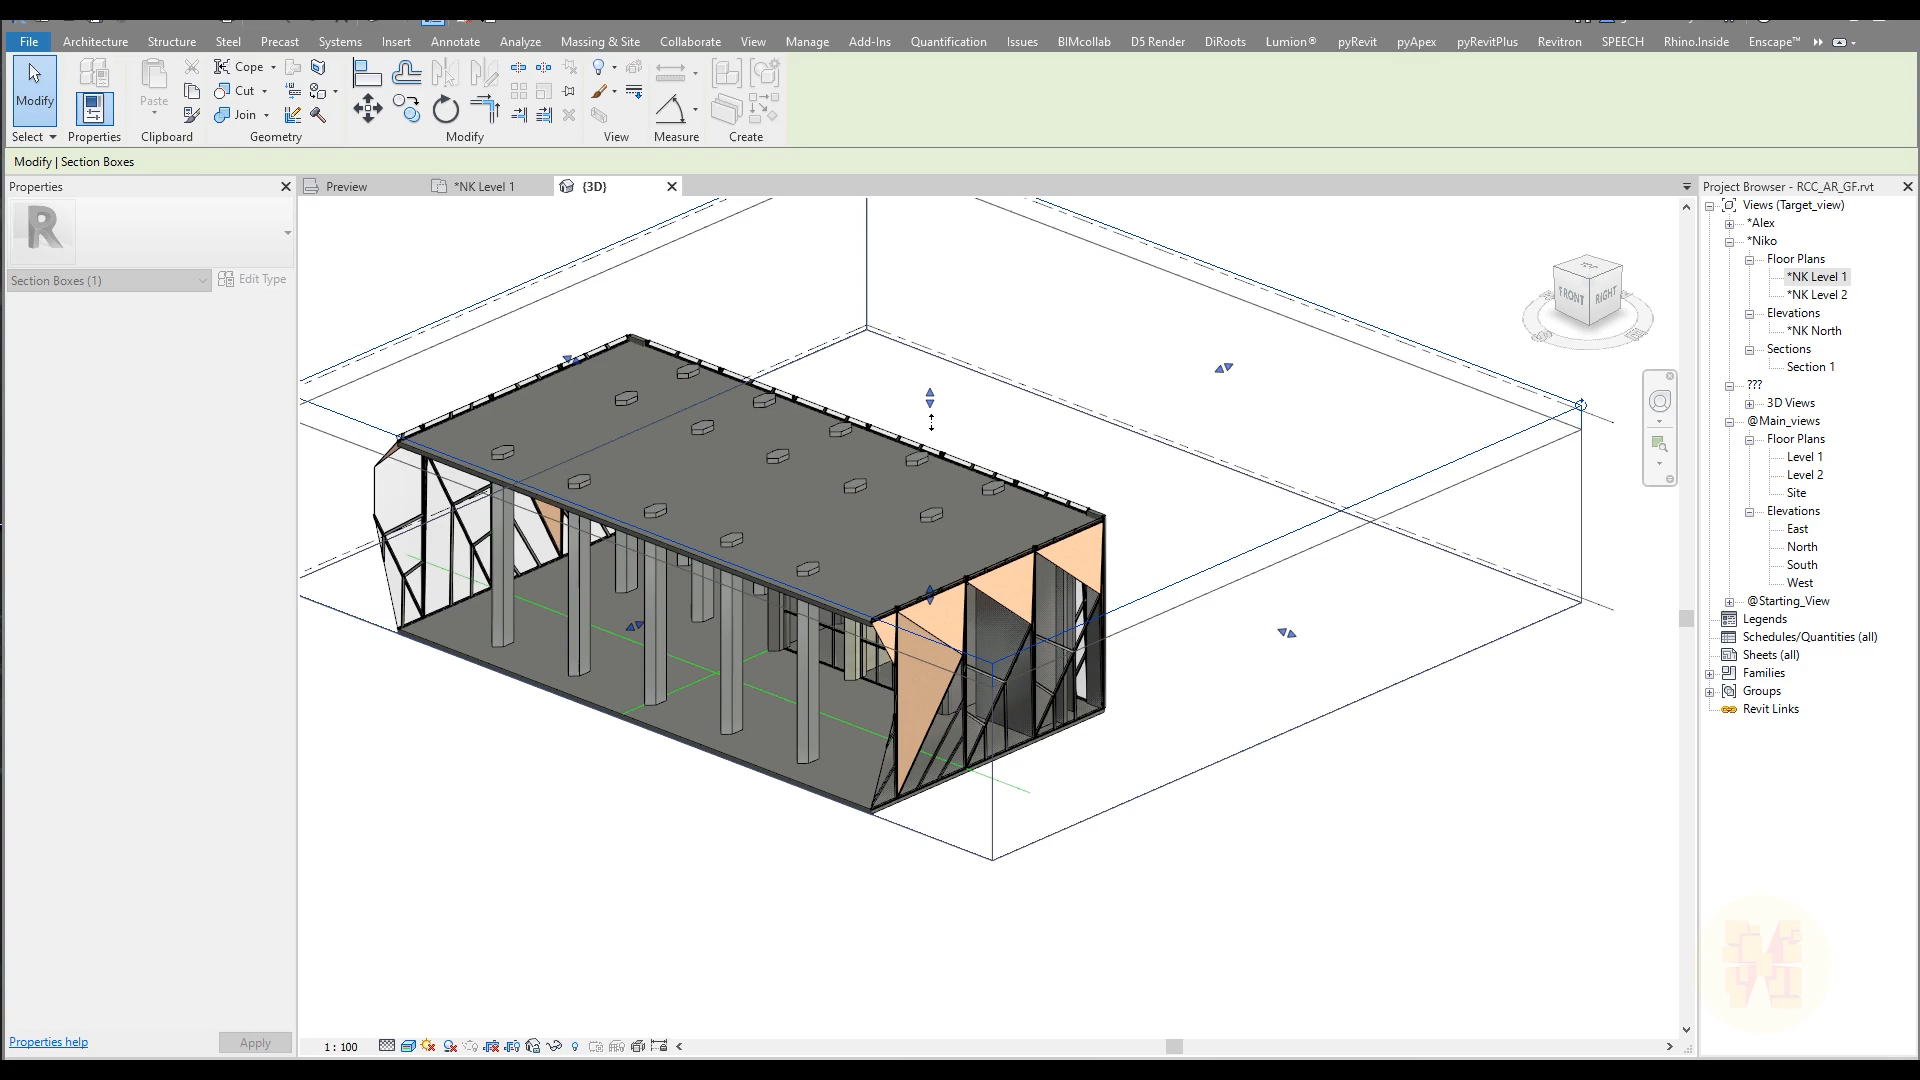 File Architecture Structure Steel Precast Systems Insert Annotate Analyze Massing & Site Collaborate View Manage Add-Ins Quantification Issues BIMcollab D5 Render DiRoots Lumion® pyRevit pyApex pyRevitPlus Revitron SPEECH Rhino.Inside Enscape™
Modify
Paste
Cope
Cut
Join
Select Properties Clipboard Geometry Modify View Measure Create
Modify | Section Boxes
Properties
R
Section Boxes (1)
Edit Type
Properties help
Apply
Preview
*NK Level 1
{3D}
TOP
FRONT
RIGHT
1 : 100
Project Browser - RCC_AR_GF.rvt
Views (Target_view)
*Alex
*Niko
Floor Plans
*NK Level 1
*NK Level 2
Elevations
*NK North
Sections
Section 1
???
3D Views
@Main_views
Floor Plans
Level 1
Level 2
Site
Elevations
East
North
South
West
@Starting_View
Legends
Schedules/Quantities (all)
Sheets (all)
Families
Groups
Revit Links